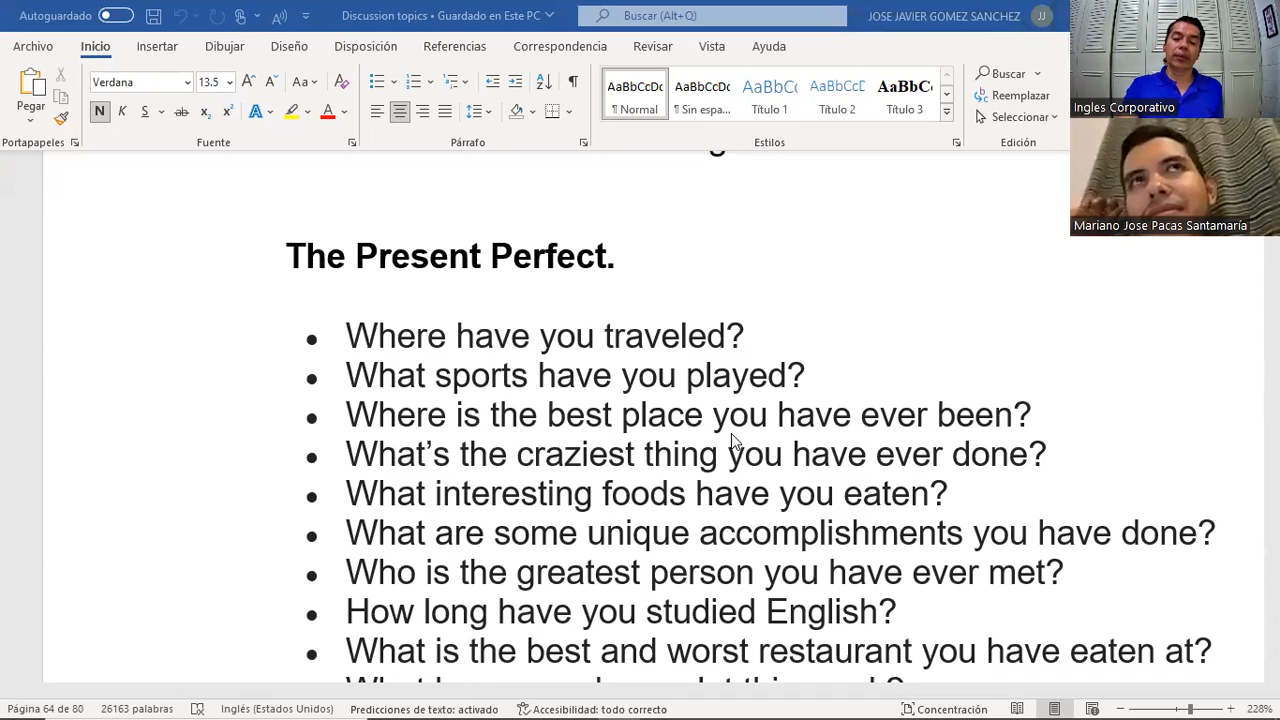 Autoguardado
Discussion topics • Guardado en Este PC
Buscar (Alt+Q)
JOSE JAVIER GOMEZ SANCHEZ
JJ
Archivo Inicio Insertar Dibujar Diseño Disposición Referencias Correspondencia Revisar Vista Ayuda
Pegar
Verdana 13.5
N K S
AaBbCcDc AaBbCcDc AaBbCc AaBbCcD AaBbC
¶ Normal ¶ Sin espa... Título 1 Título 2 Título 3
Buscar
Reemplazar
Seleccionar
Portapapeles Fuente Párrafo Estilos Edición
Ingles Corporativo
Mariano Jose Pacas Santamaría
The Present Perfect.
• Where have you traveled?
• What sports have you played?
• Where is the best place you have ever been?
• What’s the craziest thing you have ever done?
• What interesting foods have you eaten?
• What are some unique accomplishments you have done?
• Who is the greatest person you have ever met?
• How long have you studied English?
• What is the best and worst restaurant you have eaten at?
Página 64 de 80 26163 palabras Inglés (Estados Unidos) Predicciones de texto: activado Accesibilidad: todo correcto Concentración 228%